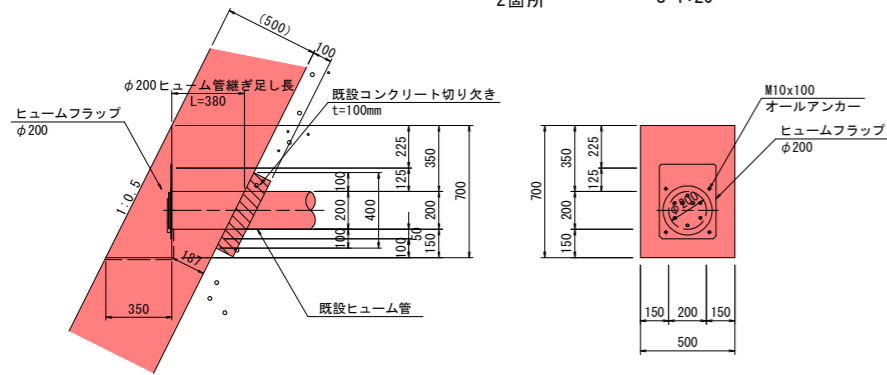 2箇所
S=1:20
(500)
100
φ200ヒューム管継ぎ足し長
L=380
既設コンクリート切り欠き
t=100mm
ヒュームフラップ
φ200
1:0.5
100
200
100
400
225
125
100
50
350
200
150
700
187
350
既設ヒューム管
M10x100
オールアンカー
ヒュームフラップ
φ200
700
350
200
150
225
125
φ200
150
200
150
500